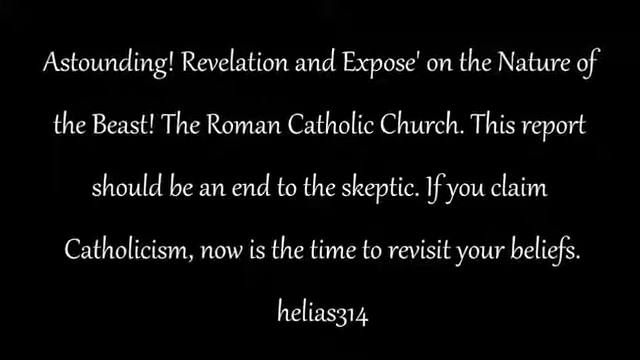 Astounding! Revelation and Expose' on the Nature of
the Beast! The Roman Catholic Church. This report
should be an end to the skeptic. If you claim
Catholicism, now is the time to revisit your beliefs.
helias314